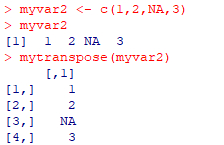 > myvar2 <- c(1,2,NA,3)
> myvar2
[1]  1  2 NA  3
> mytranspose(myvar2)
     [,1]
[1,]    1
[2,]    2
[3,]   NA
[4,]    3